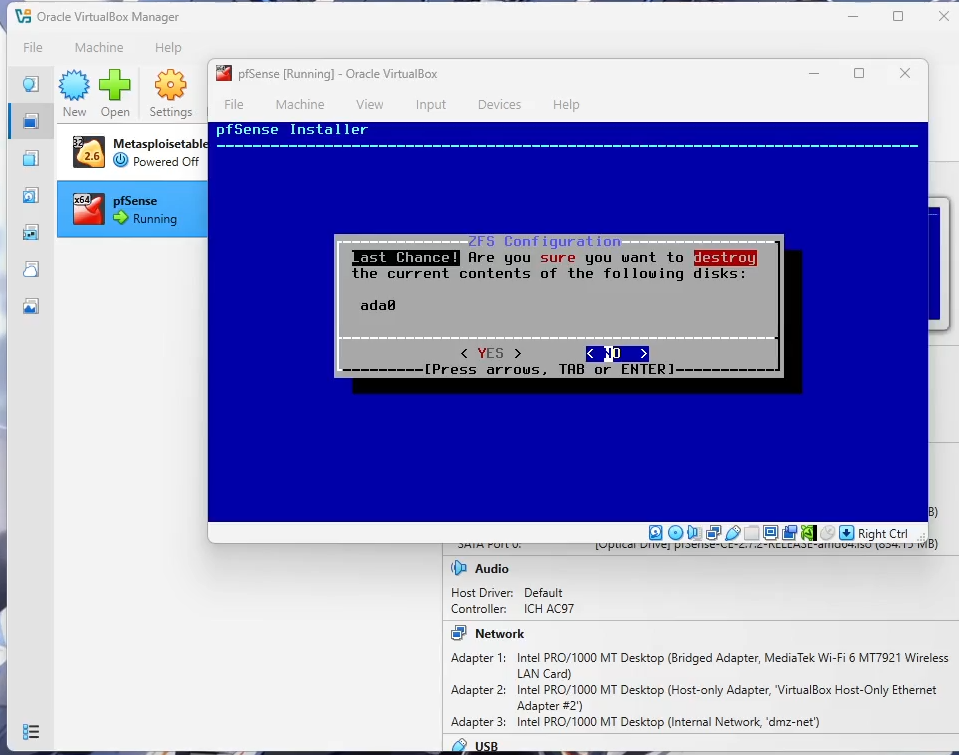 Oracle VirtualBox Manager
File Machine Help
New Open Settings
Metasploisetable
Powered Off
pfSense
Running
32
2.6
x64
pfSense [Running] - Oracle VirtualBox
File Machine View Input Devices Help
pfSense Installer
ZFS Configuration
Last Chance! Are you sure you want to destroy
the current contents of the following disks:
ada0
< YES > < NO >
[Press arrows, TAB or ENTER]
Right Ctrl
B)
SATA Port 0: [Optical Drive] pfSense-CE-2.7.2-RELEASE-amd64.iso (834.15 MB)
Audio
Host Driver: Default
Controller: ICH AC97
Network
Adapter 1: Intel PRO/1000 MT Desktop (Bridged Adapter, MediaTek Wi-Fi 6 MT7921 Wireless
LAN Card)
Adapter 2: Intel PRO/1000 MT Desktop (Host-only Adapter, 'VirtualBox Host-Only Ethernet
Adapter #2')
Adapter 3: Intel PRO/1000 MT Desktop (Internal Network, 'dmz-net')
USB